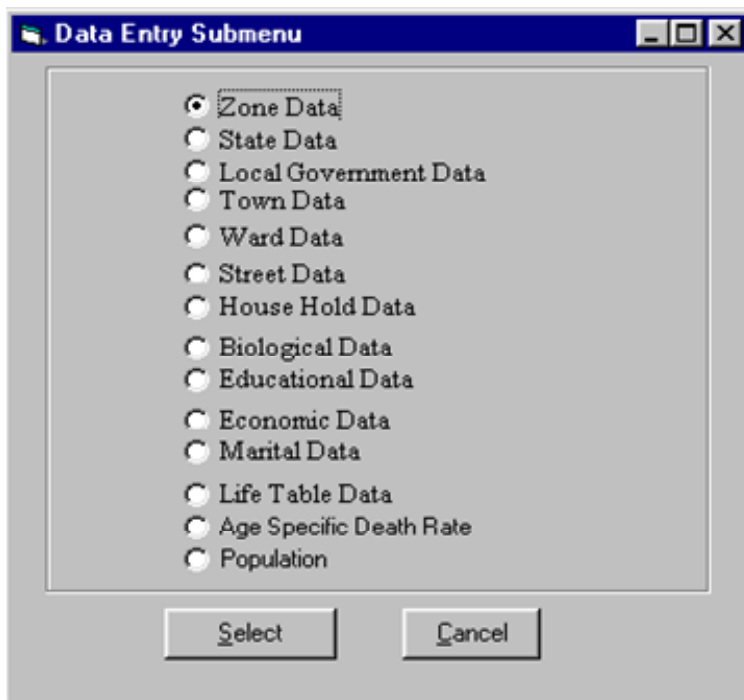 Data Entry Submenu
Zone Data
State Data
Local Government Data
Town Data
Ward Data
Street Data
House Hold Data
Biological Data
Educational Data
Economic Data
Marital Data
Life Table Data
Age Specific Death Rate
Population
Select Cancel